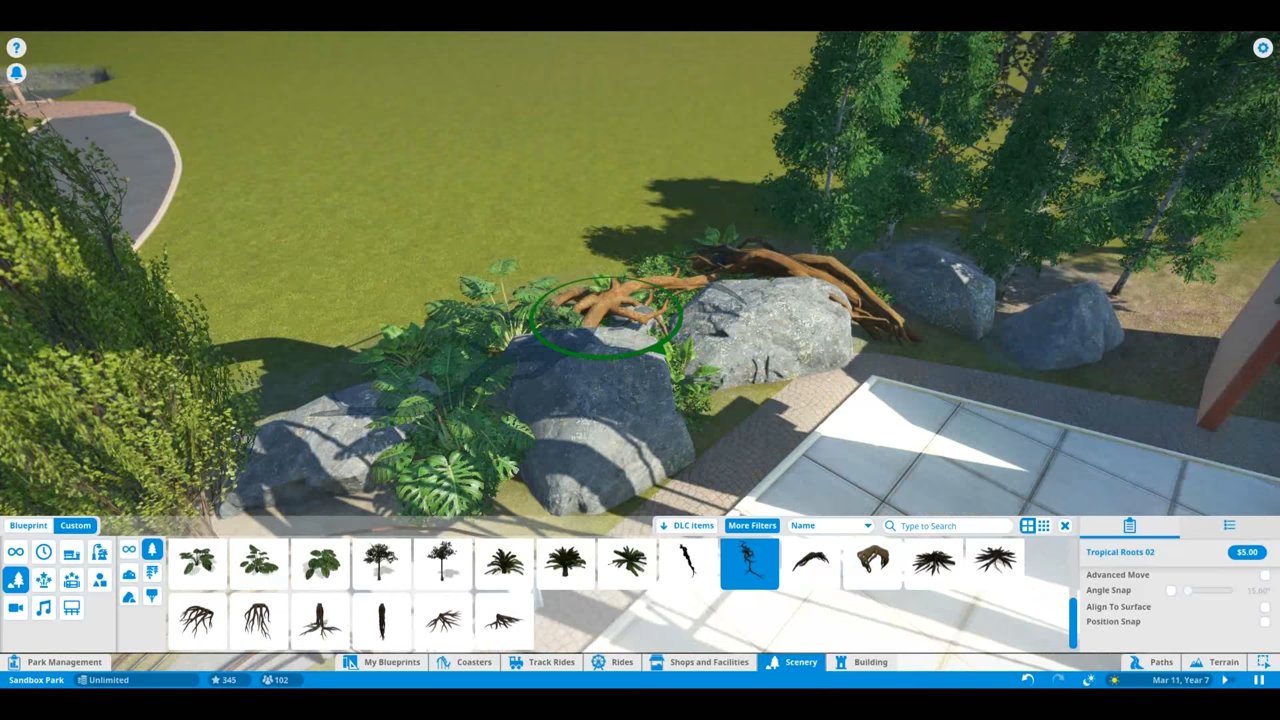 ?
Blueprint
Custom
DLC items
More Filters
Name
Type to Search
Tropical Roots 02
$5.00
Advanced Move
Angle Snap
15.00°
Align To Surface
Position Snap
Park Management
My Blueprints
Coasters
Track Rides
Rides
Shops and Facilities
Scenery
Building
Paths
Terrain
Sandbox Park
Unlimited
345
102
Mar 11, Year 7